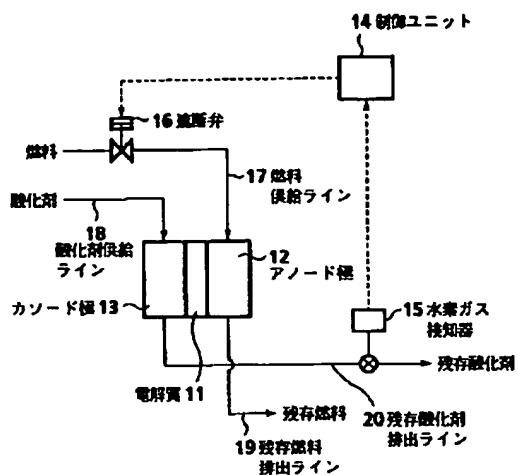 14 制御ユニット
16 遮断弁
燃料
17 燃料
供給ライン
酸化剤
18
酸化剤供給
ライン
12
アノード極
カソード極 13
15 水素ガス
検知器
残存酸化剤
電解質 11
残存燃料
20 残存酸化剤
排出ライン
19 残存燃料
排出ライン